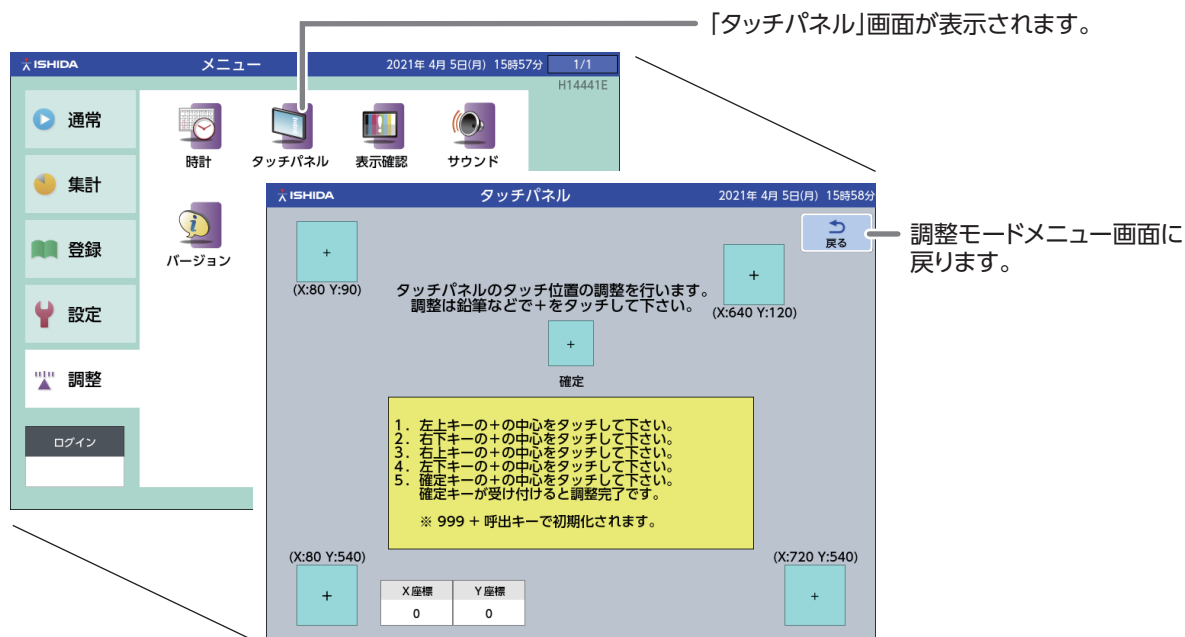 「タッチパネル」画面が表示されます。
ISHIDA
メニュー
2021年 4月 5日(月) 15時57分
1/1
H14441E
通常
集計
登録
設定
調整
ログイン
時計
タッチパネル
表示確認
サウンド
バージョン
ISHIDA
タッチパネル
2021年 4月 5日(月) 15時58分
戻る
調整モードメニュー画面に
戻ります。
+
(X:80 Y:90)
+
(X:640 Y:120)
タッチパネルのタッチ位置の調整を行います。
調整は鉛筆などで+をタッチして下さい。
+
確定
1. 左上キーの+の中心をタッチして下さい。
2. 右下キーの+の中心をタッチして下さい。
3. 右上キーの+の中心をタッチして下さい。
4. 左下キーの+の中心をタッチして下さい。
5. 確定キーの+の中心をタッチして下さい。
確定キーが受け付けると調整完了です。
※ 999 + 呼出キーで初期化されます。
(X:80 Y:540)
+
X座標 Y座標
0 0
(X:720 Y:540)
+